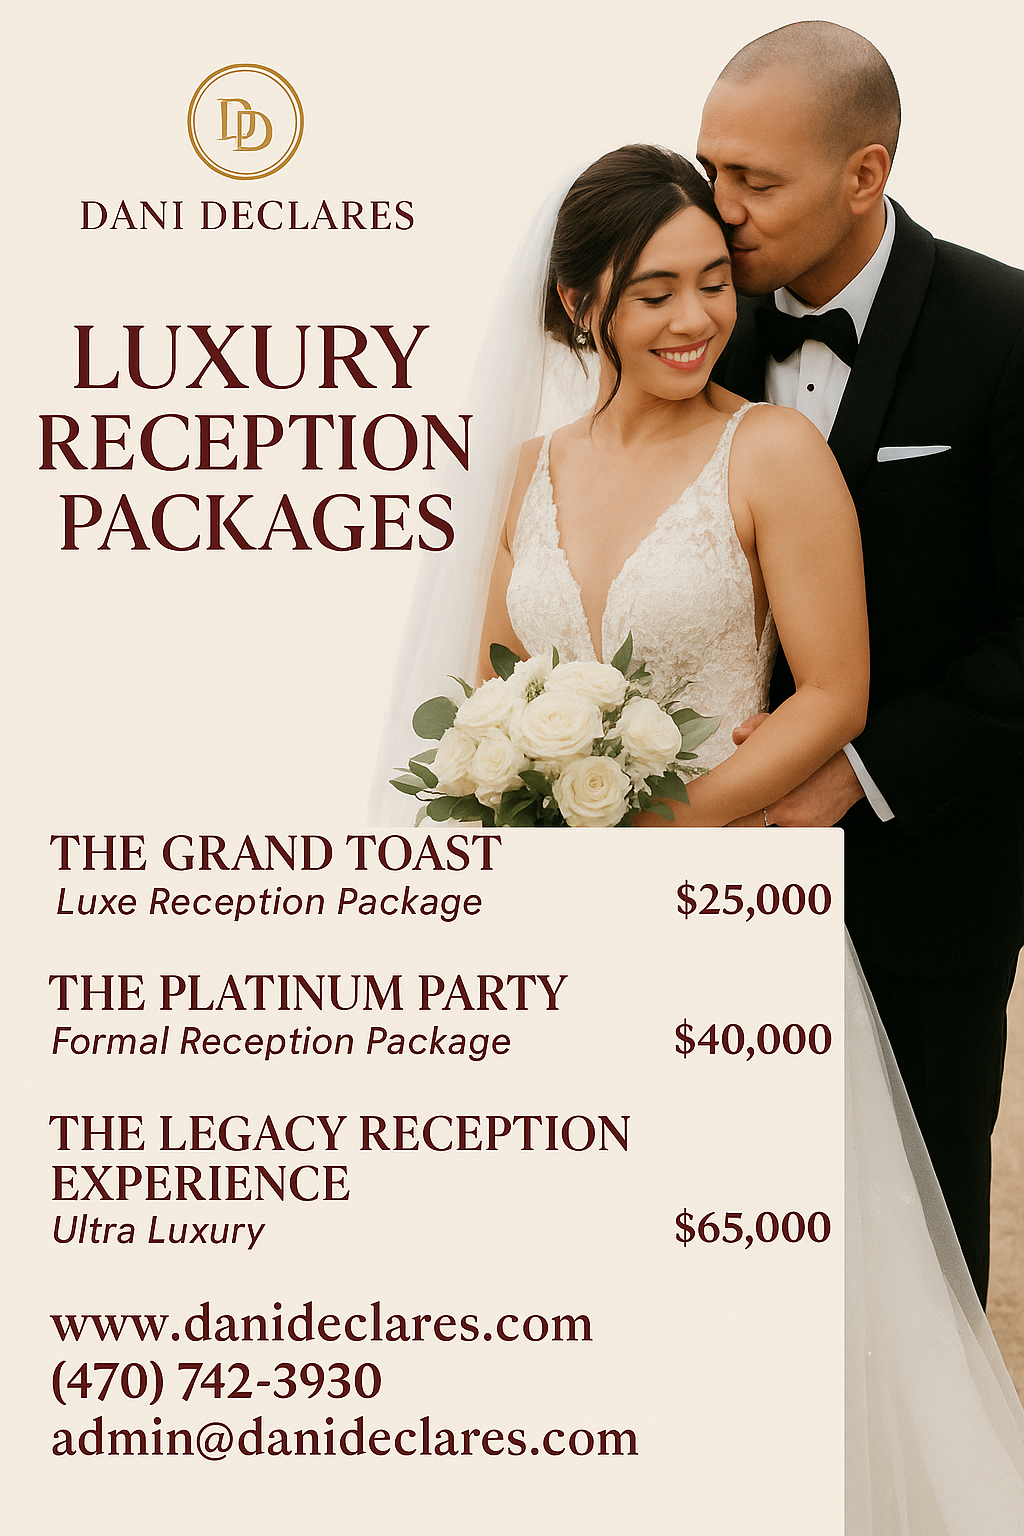 DD
DANI DECLARES
LUXURY
RECEPTION
PACKAGES
THE GRAND TOAST
Luxe Reception Package $25,000
THE PLATINUM PARTY
Formal Reception Package $40,000
THE LEGACY RECEPTION
EXPERIENCE
Ultra Luxury $65,000
www.danideclares.com
(470) 742-3930
admin@danideclares.com